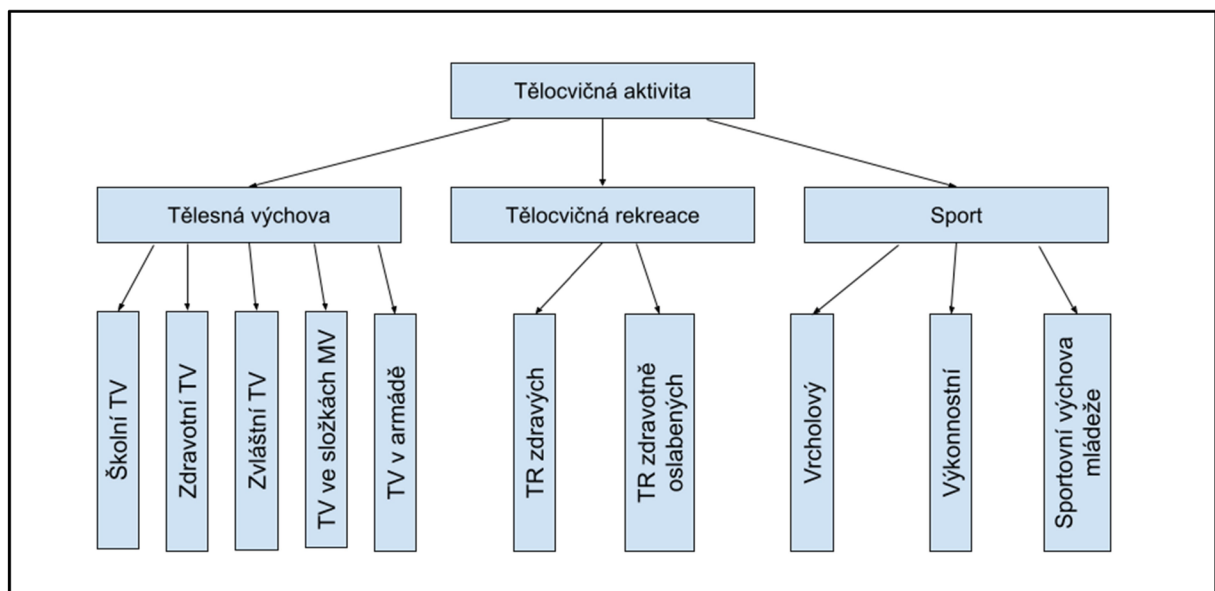 Tělocvičná aktivita
Tělesná výchova
Tělocvičná rekreace
Sport
Školní TV
Zdravotní TV
Zvláštní TV
TV ve složkách MV
TV v armádě
TR zdravých
TR zdravotně
oslabených
Vrcholový
Výkonnostní
Sportovní výchova
mládeže